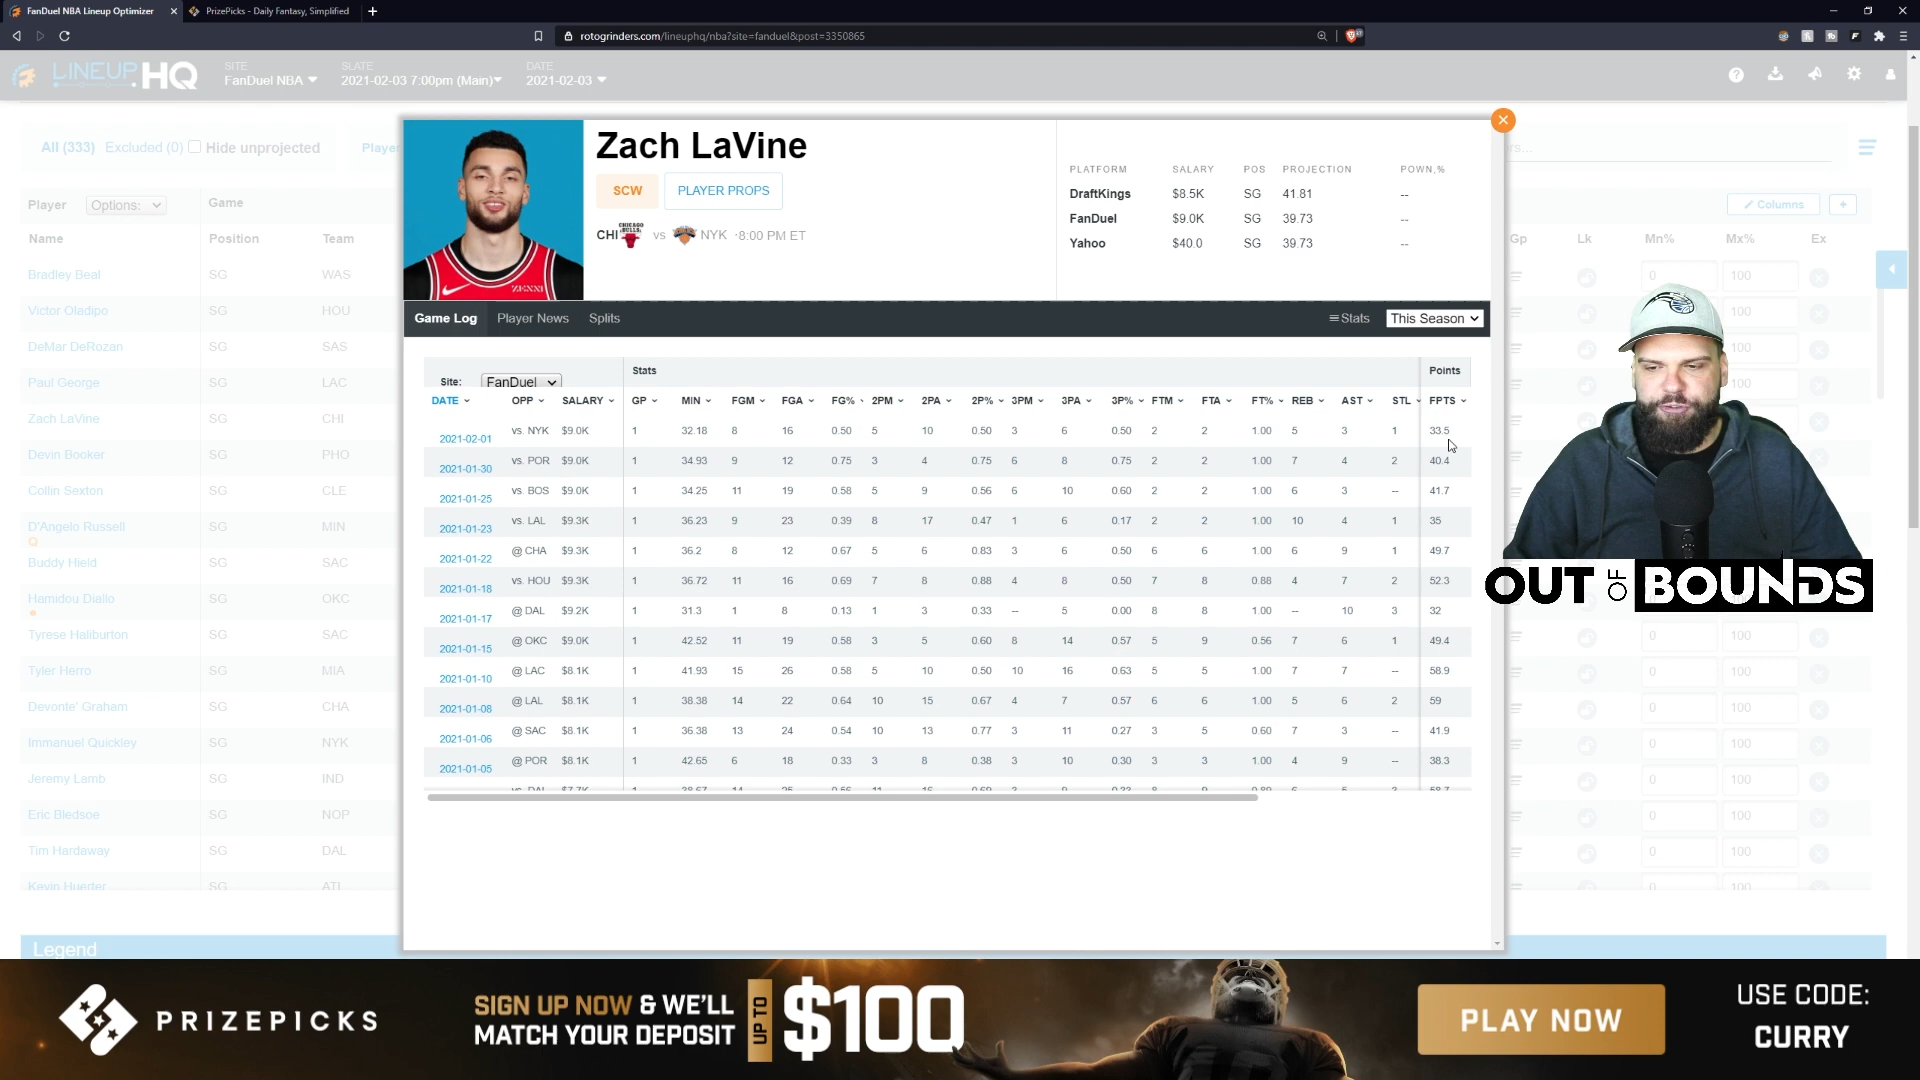 FanDuel NBA Lineup Optimizer
PrizePicks - Daily Fantasy, Simplified
rotogrinders.com/lineuphq/nba?site=fanduel&post=3350865
LINEUP HQ
SITE
FanDuel NBA
SLATE
2021-02-03 7:00pm (Main)
DATE
2021-02-03
All (333) Excluded (0) Hide unprojected
Player Options: Game
Name Position Team
Bradley Beal SG WAS
Victor Oladipo SG HOU
DeMar DeRozan SG SAS
Paul George SG LAC
Zach LaVine SG CHI
Devin Booker SG PHO
Collin Sexton SG CLE
D'Angelo Russell SG MIN
Q
Buddy Hield SG SAC
Hamidou Diallo SG OKC
Tyrese Haliburton SG SAC
Tyler Herro SG MIA
Devonte' Graham SG CHA
Immanuel Quickley SG NYK
Jeremy Lamb SG IND
Eric Bledsoe SG NOP
Tim Hardaway SG DAL
Kevin Huerter SG ATL
Legend
Zach LaVine
SCW PLAYER PROPS
CHI vs NYK ·8:00 PM ET
PLATFORM SALARY POS PROJECTION POWN,%
DraftKings $8.5K SG 41.81 --
FanDuel $9.0K SG 39.73 --
Yahoo $40.0 SG 39.73 --
Game Log Player News Splits Stats This Season
Site: FanDuel Stats Points
DATE OPP SALARY GP MIN FGM FGA FG% 2PM 2PA 2P% 3PM 3PA 3P% FTM FTA FT% REB AST STL FPTS
2021-02-01 vs. NYK $9.0K 1 32.18 8 16 0.50 5 10 0.50 3 6 0.50 2 2 1.00 5 3 1 33.5
2021-01-30 vs. POR $9.0K 1 34.93 9 12 0.75 3 4 0.75 6 8 0.75 2 2 1.00 7 4 2 40.4
2021-01-25 vs. BOS $9.0K 1 34.25 11 19 0.58 5 9 0.56 6 10 0.60 2 2 1.00 6 3 -- 41.7
2021-01-23 vs. LAL $9.3K 1 36.23 9 23 0.39 8 17 0.47 1 6 0.17 2 2 1.00 10 4 1 35
2021-01-22 @ CHA $9.3K 1 36.2 8 12 0.67 5 6 0.83 3 6 0.50 6 6 1.00 6 9 1 49.7
2021-01-18 vs. HOU $9.3K 1 36.72 11 16 0.69 7 8 0.88 4 8 0.50 7 8 0.88 4 7 2 52.3
2021-01-17 @ DAL $9.2K 1 31.3 1 8 0.13 1 3 0.33 -- 5 0.00 8 8 1.00 -- 10 3 32
2021-01-15 @ OKC $9.0K 1 42.52 11 19 0.58 3 5 0.60 8 14 0.57 5 9 0.56 7 6 1 49.4
2021-01-10 @ LAC $8.1K 1 41.93 15 26 0.58 5 10 0.50 10 16 0.63 5 5 1.00 7 7 -- 58.9
2021-01-08 @ LAL $8.1K 1 38.38 14 22 0.64 10 15 0.67 4 7 0.57 6 6 1.00 5 6 2 59
2021-01-06 @ SAC $8.1K 1 36.38 13 24 0.54 10 13 0.77 3 11 0.27 3 5 0.60 7 3 -- 41.9
2021-01-05 @ POR $8.1K 1 42.65 6 18 0.33 3 8 0.38 3 10 0.30 3 3 1.00 4 9 -- 38.3
Columns +
Gp Lk Mn% Mx% Ex
0 100
100
100
100
0 100
0 100
0 100
0 100
0 100
0 100
0 100
0 100
OUT OF BOUNDS
PRIZEPICKS
SIGN UP NOW & WE'LL
MATCH YOUR DEPOSIT
UP TO
$100
PLAY NOW
USE CODE:
CURRY